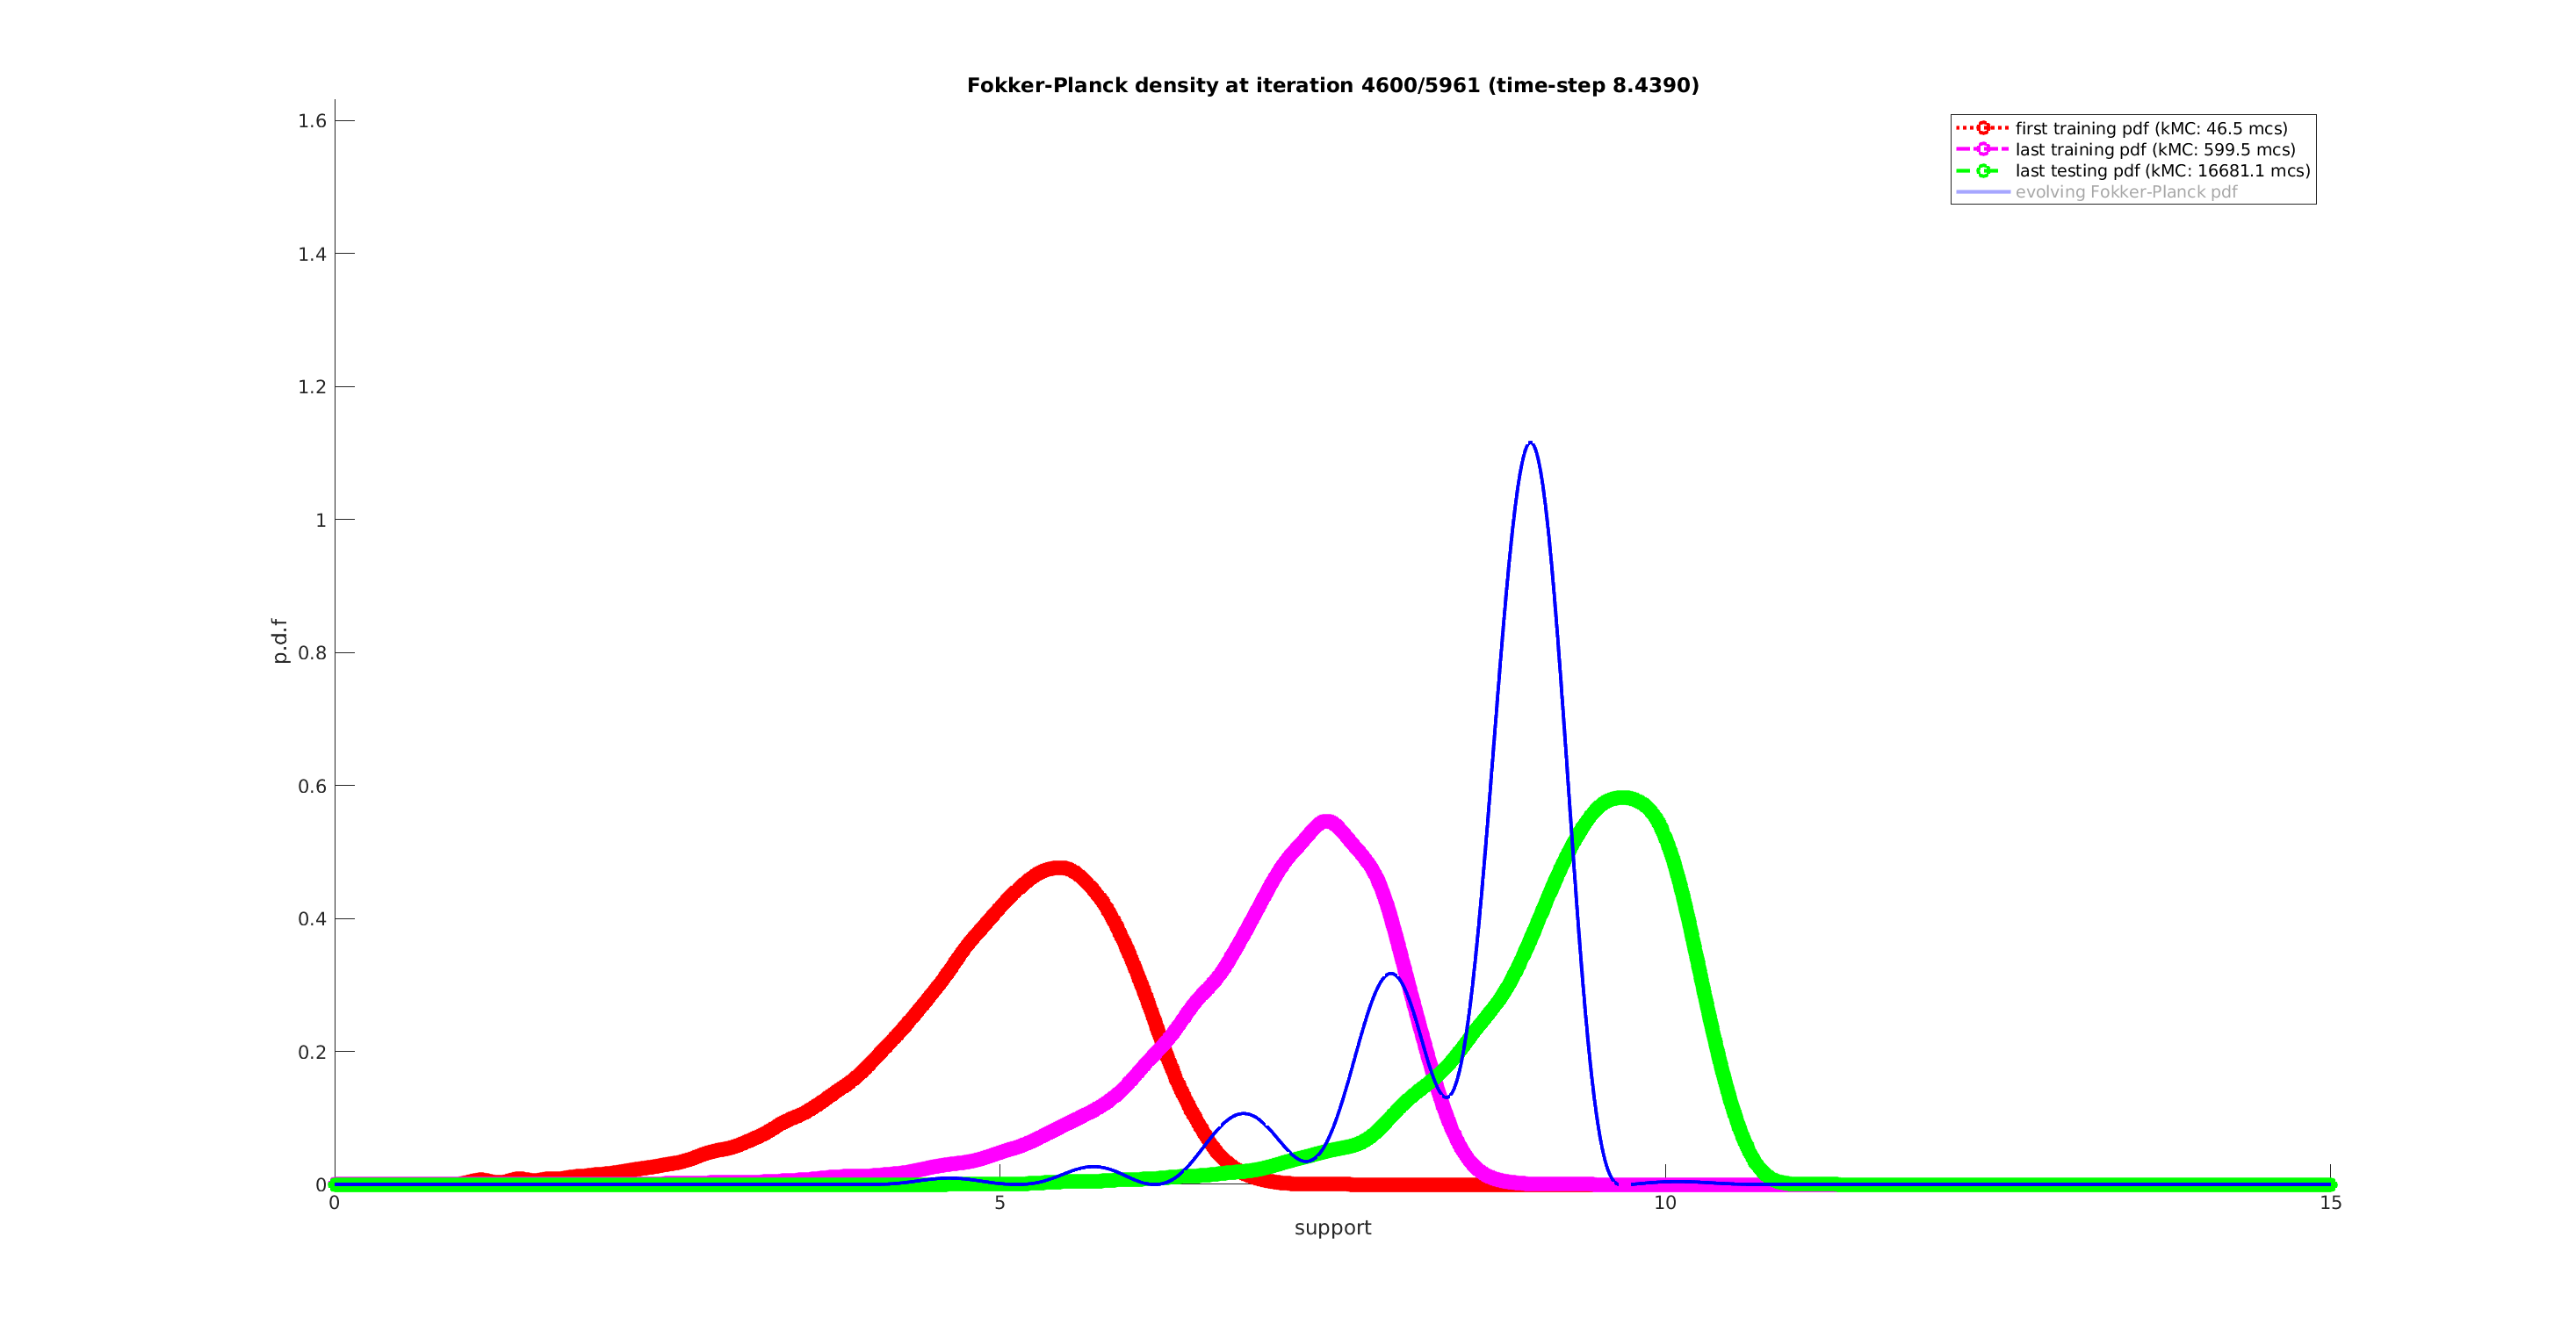 Fokker-Planck density at iteration 4600/5961 (time-step 8.4390)
first training pdf (kMC: 46.5 mcs)
last training pdf (kMC: 599.5 mcs)
last testing pdf (kMC: 16681.1 mcs)
evolving Fokker-Planck pdf
1.6
1.4
1.2
1
0.8
0.6
0.4
0.2
0
p.d.f
0 5 10 15
support